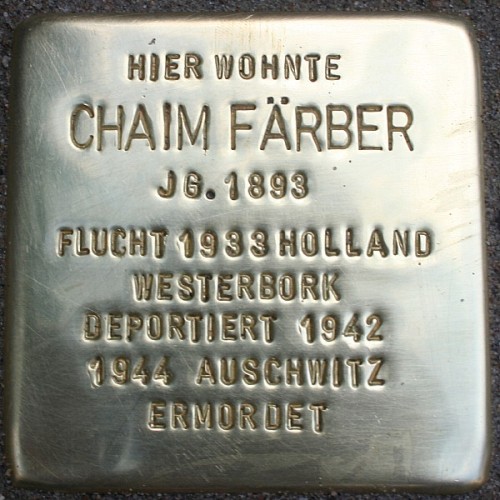 HIER WOHNTE
CHAIM FÄRBER
JG. 1893
FLUCHT 1933 HOLLAND
WESTERBORK
DEPORTIERT 1942
1944 AUSCHWITZ
ERMORDET